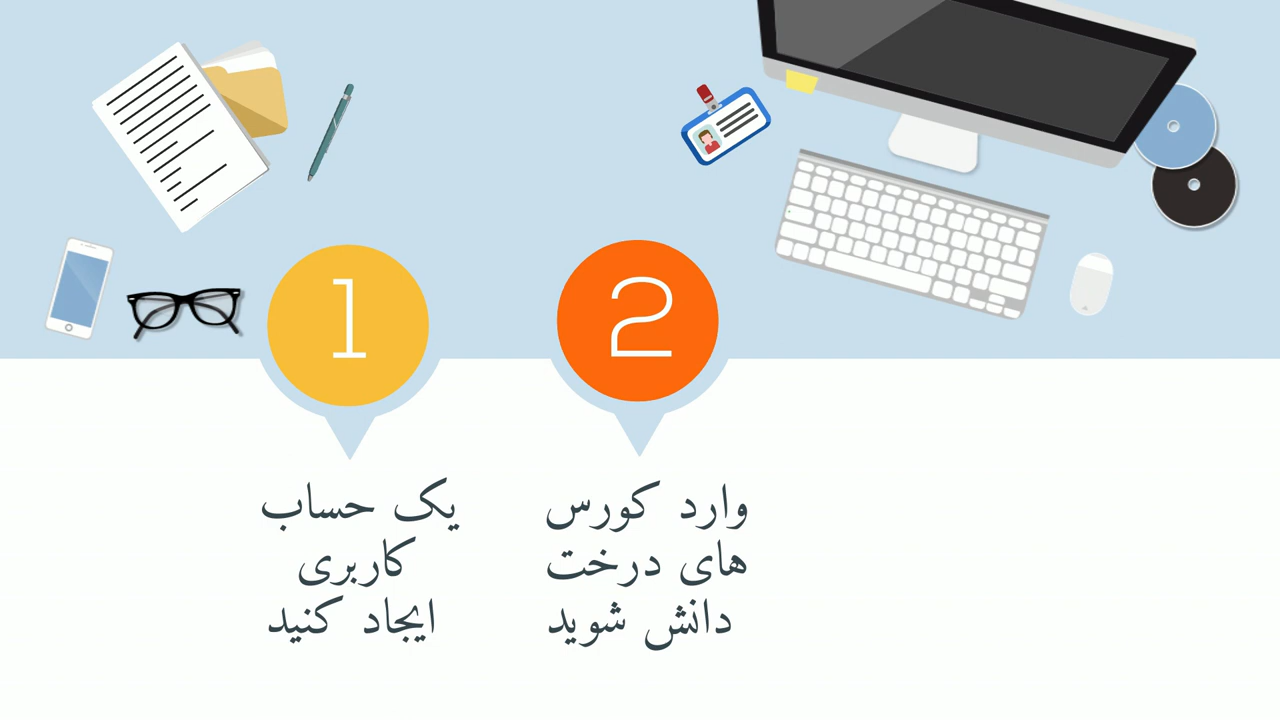 1
یک حساب
کاربری
ایجاد کنید
2
وارد کورس
های درخت
دانش شوید